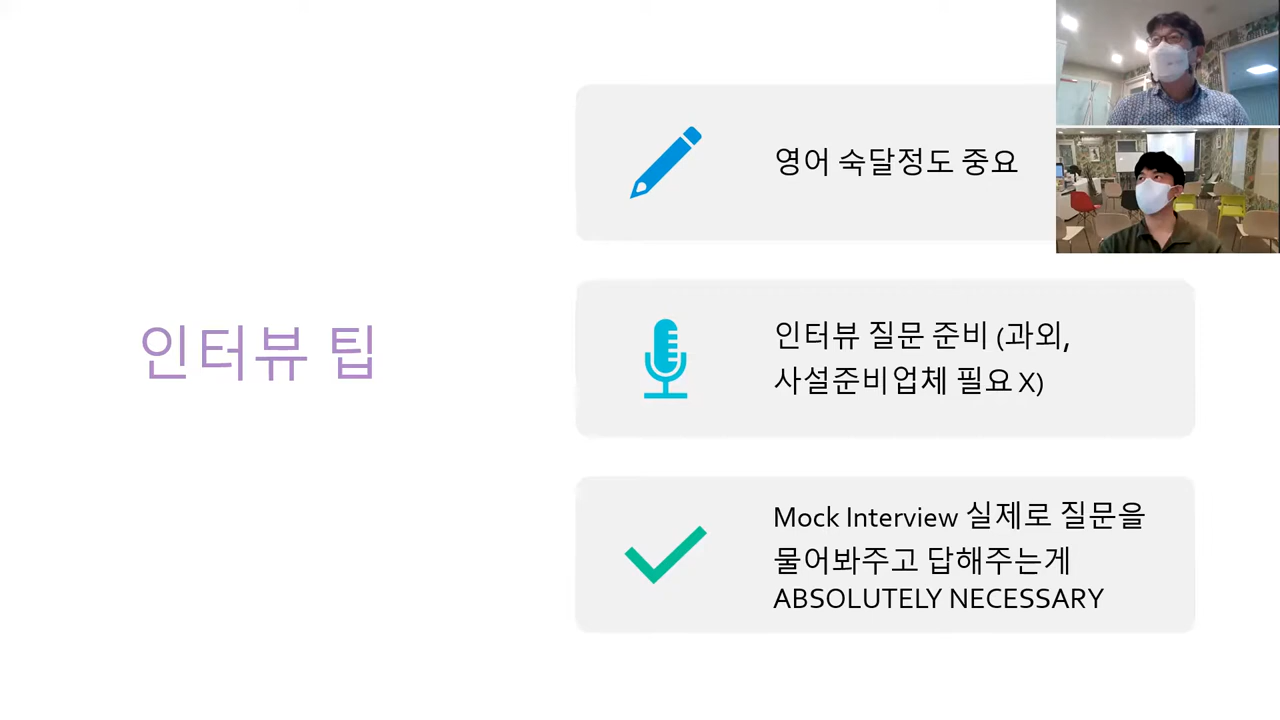 인터뷰 팁
영어 숙달정도 중요
인터뷰 질문 준비 (과외,
사설준비업체 필요 X)
Mock Interview 실제로 질문을
물어봐주고 답해주는게
ABSOLUTELY NECESSARY